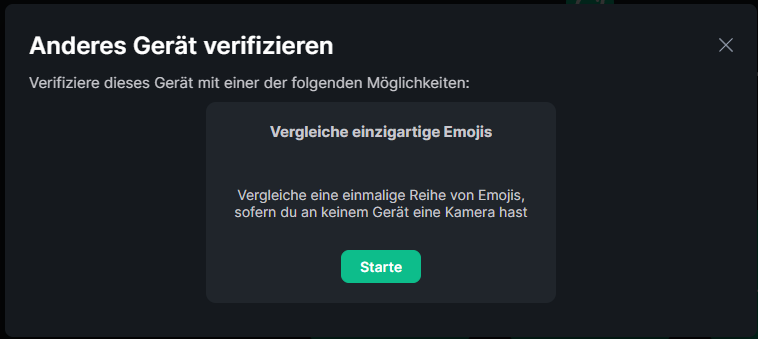 Anderes Gerät verifizieren
Verifiziere dieses Gerät mit einer der folgenden Möglichkeiten:
Vergleiche einzigartige Emojis
Vergleiche eine einmalige Reihe von Emojis,
sofern du an keinem Gerät eine Kamera hast
Starte